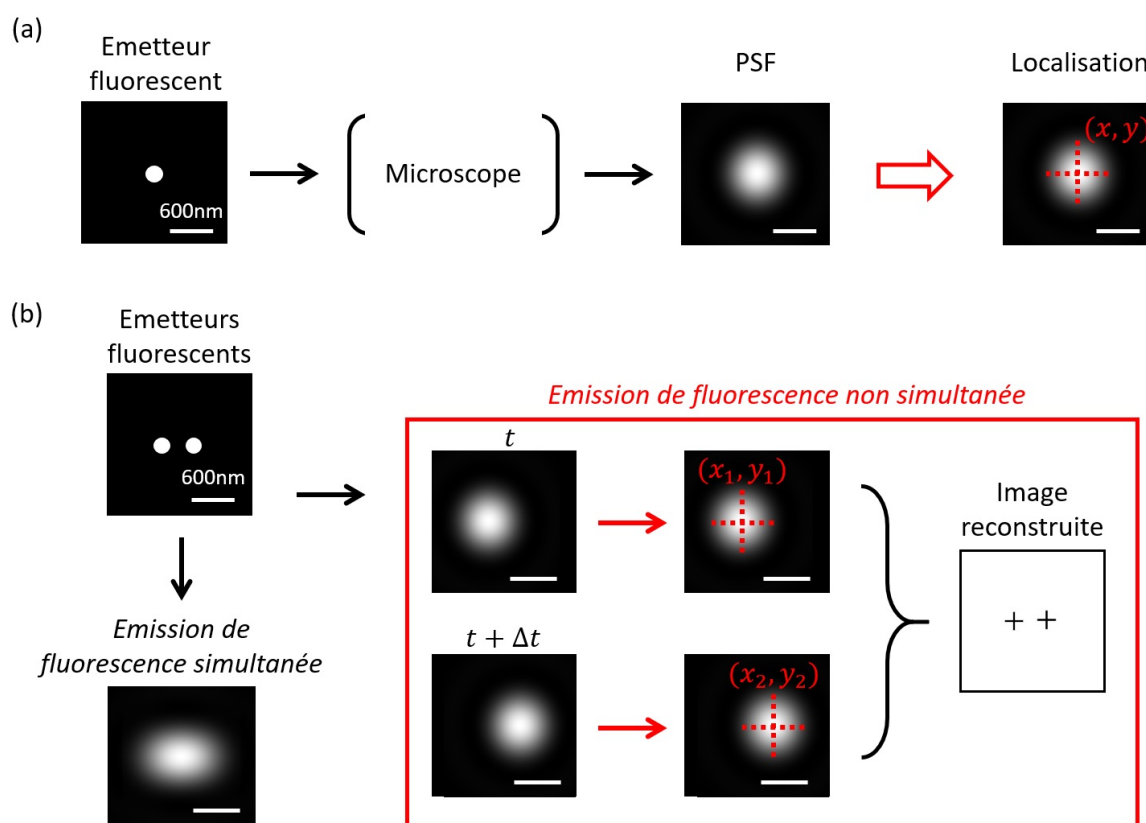 (a)
Emetteur
fluorescent
600nm
Microscope
PSF
Localisation
(x, y)
(b)
Emetteurs
fluorescents
600nm
Emission de
fluorescence simultanée
Emission de fluorescence non simultanée
t
(x₁, y₁)
t + Δt
(x₂, y₂)
Image
reconstruite
+ +